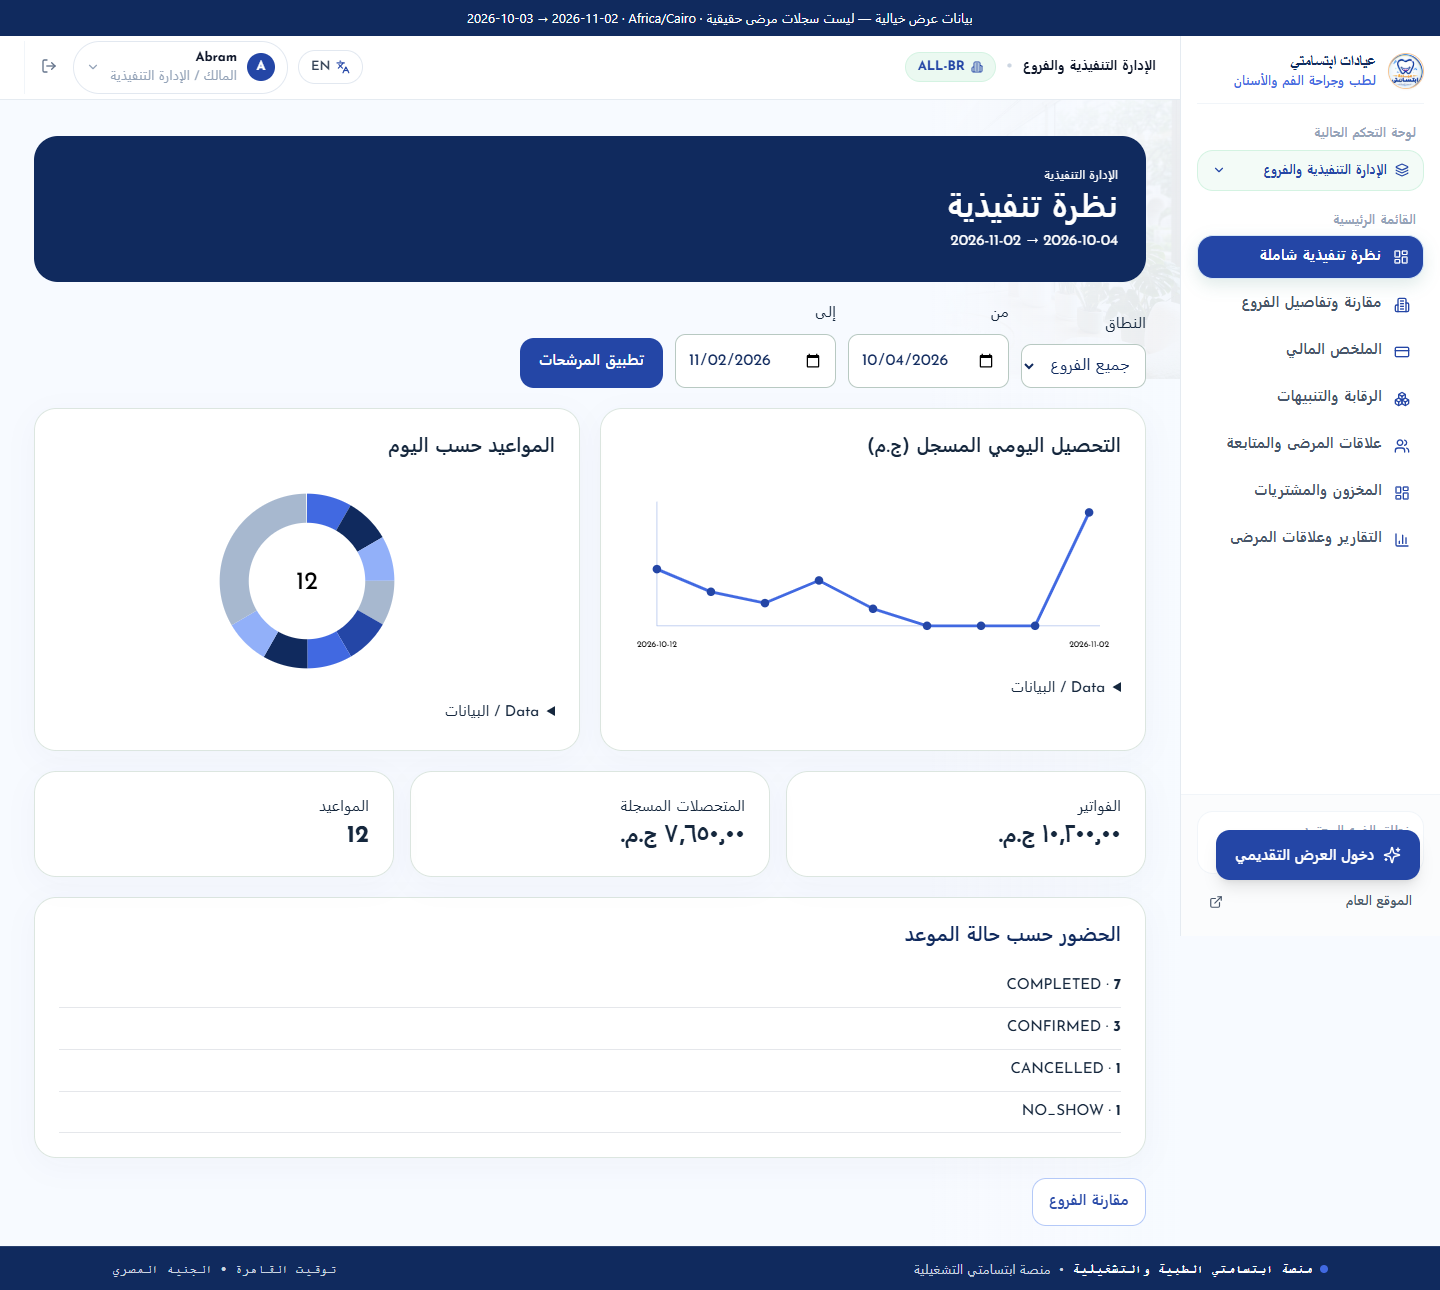 بيانات عرض خيالية — ليست سجلات مرضى حقيقية · Africa/Cairo · 2026-10-03 → 2026-11-02
عيادات ابتسامتي
لطب وجراحة الفم والأسنان
لوحة التحكم الحالية
الإدارة التنفيذية والفروع
القائمة الرئيسية
نظرة تنفيذية شاملة
مقارنة وتفاصيل الفروع
الملخص المالي
الرقابة والتنبيهات
علاقات المرضى والمتابعة
المخزون والمشتريات
التقارير وعلاقات المرضى
دخول العرض التقديمي
الموقع العام
الإدارة التنفيذية والفروع • ALL-BR
EN
Abram
المالك / الإدارة التنفيذية
A
الإدارة التنفيذية
نظرة تنفيذية
2026-10-04 → 2026-11-02
النطاق
جميع الفروع
من
10/04/2026
إلى
11/02/2026
تطبيق المرشحات
التحصيل اليومي المسجل (ج.م)
2026-10-12
2026-11-02
Data / البيانات
المواعيد حسب اليوم
12
Data / البيانات
الفواتير
١٠,٢٠٠,٠٠ ج.م.
المتحصلات المسجلة
٧,٦٥٠,٠٠ ج.م.
المواعيد
12
الحضور حسب حالة الموعد
COMPLETED · 7
CONFIRMED · 3
CANCELLED · 1
NO_SHOW · 1
مقارنة الفروع
منصة ابتسامتي الطبية والتشغيلية • منصة ابتسامتي التشغيلية
توقيت القاهرة • الجنيه المصري